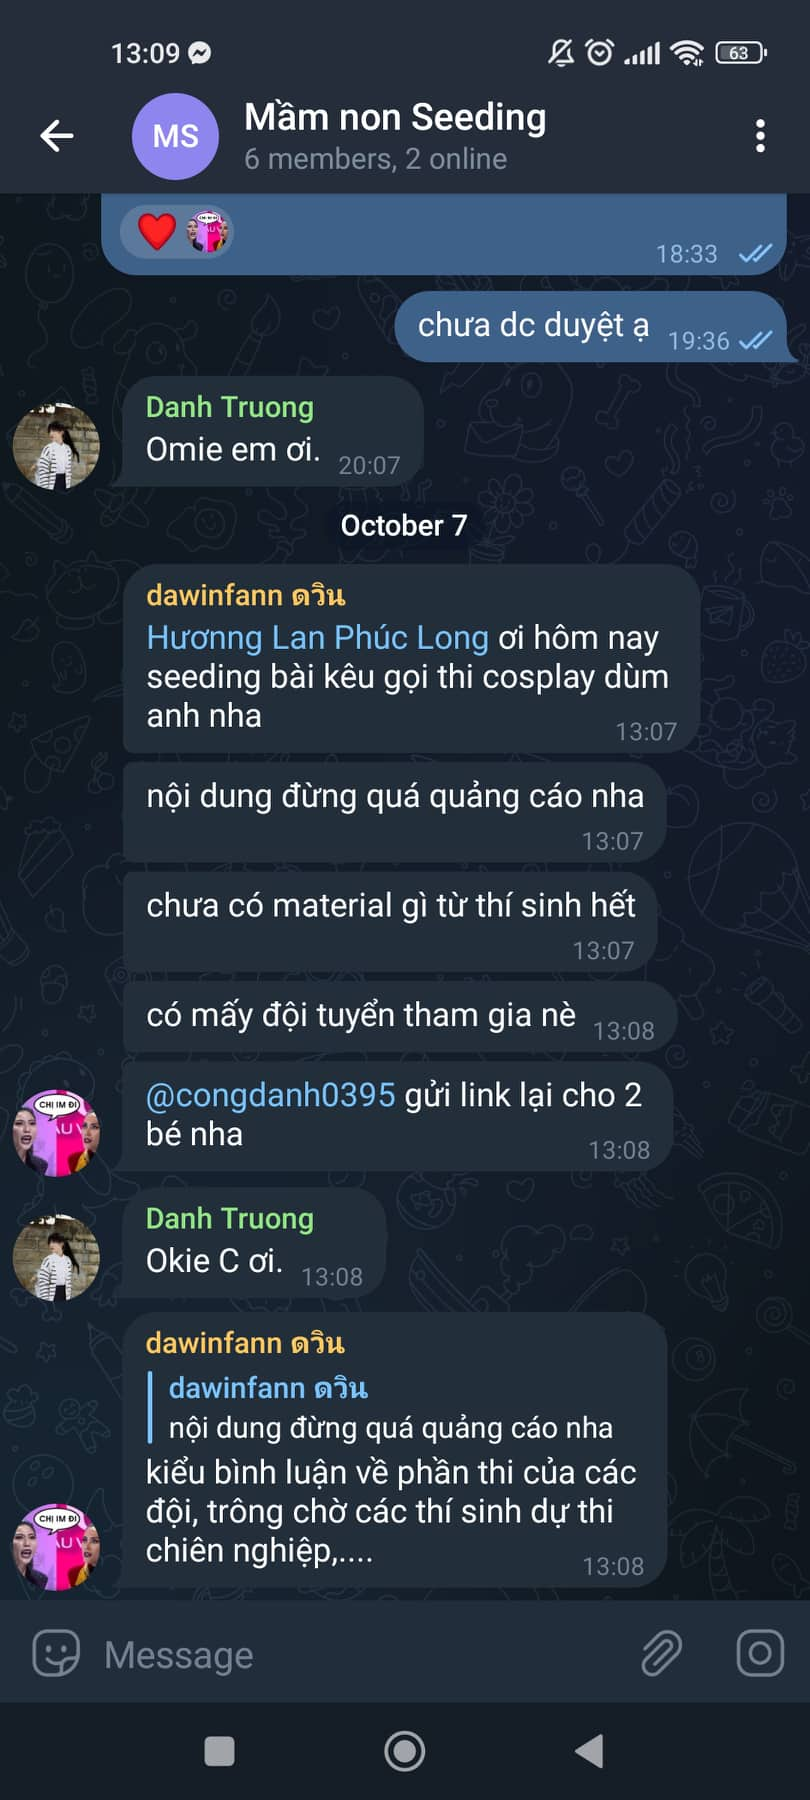 13:09
63
MS
Mầm non Seeding
6 members, 2 online
18:33
chưa dc duyệt ạ
19:36
Danh Truong
Omie em ơi.
20:07
October 7
dawinfann ดวิน
Hươnng Lan Phúc Long ơi hôm nay
seeding bài kêu gọi thi cosplay dùm
anh nha
13:07
nội dung đừng quá quảng cáo nha
13:07
chưa có material gì từ thí sinh hết
13:07
có mấy đội tuyển tham gia nè
13:08
@congdanh0395 gửi link lại cho 2
bé nha
13:08
CHỊ IM ĐI
Danh Truong
Okie C ơi.
13:08
dawinfann ดวิน
dawinfann ดวิน
nội dung đừng quá quảng cáo nha
kiểu bình luận về phần thi của các
đội, trông chờ các thí sinh dự thi
chiên nghiệp,....
13:08
CHỊ IM ĐI
Message